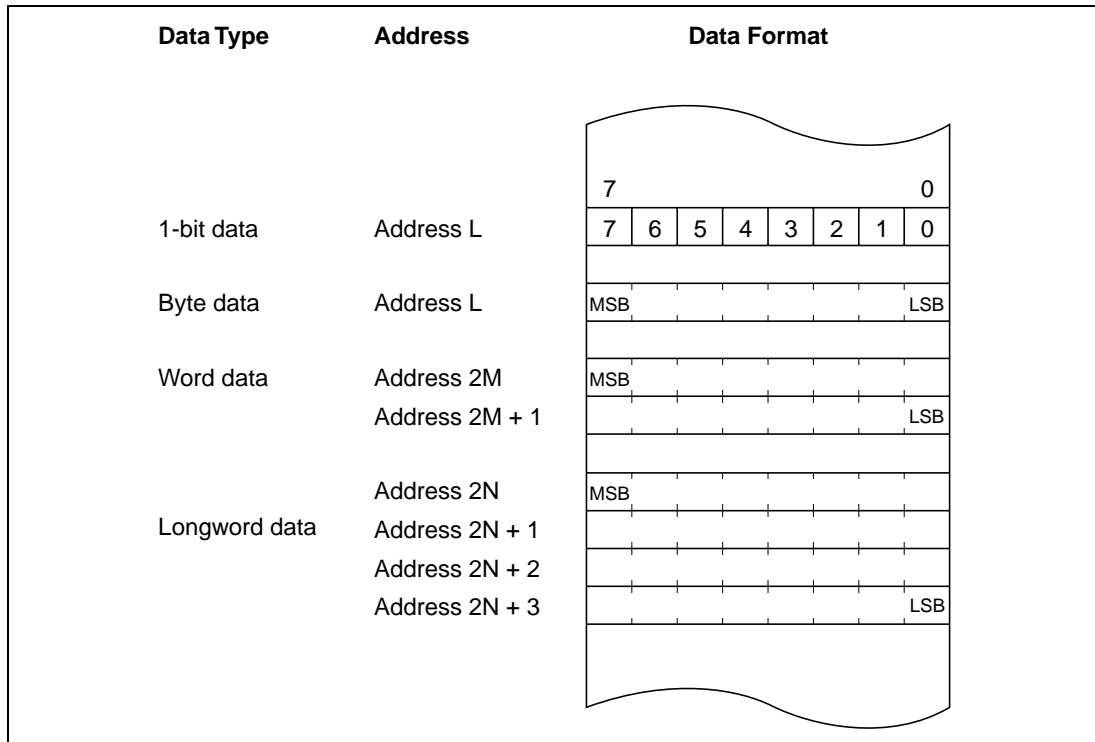 Data Type Address Data Format
7 0
1-bit data Address L 7 6 5 4 3 2 1 0
Byte data Address L MSB LSB
Word data Address 2M MSB
Address 2M + 1 LSB
Address 2N MSB
Longword data Address 2N + 1
Address 2N + 2
Address 2N + 3 LSB